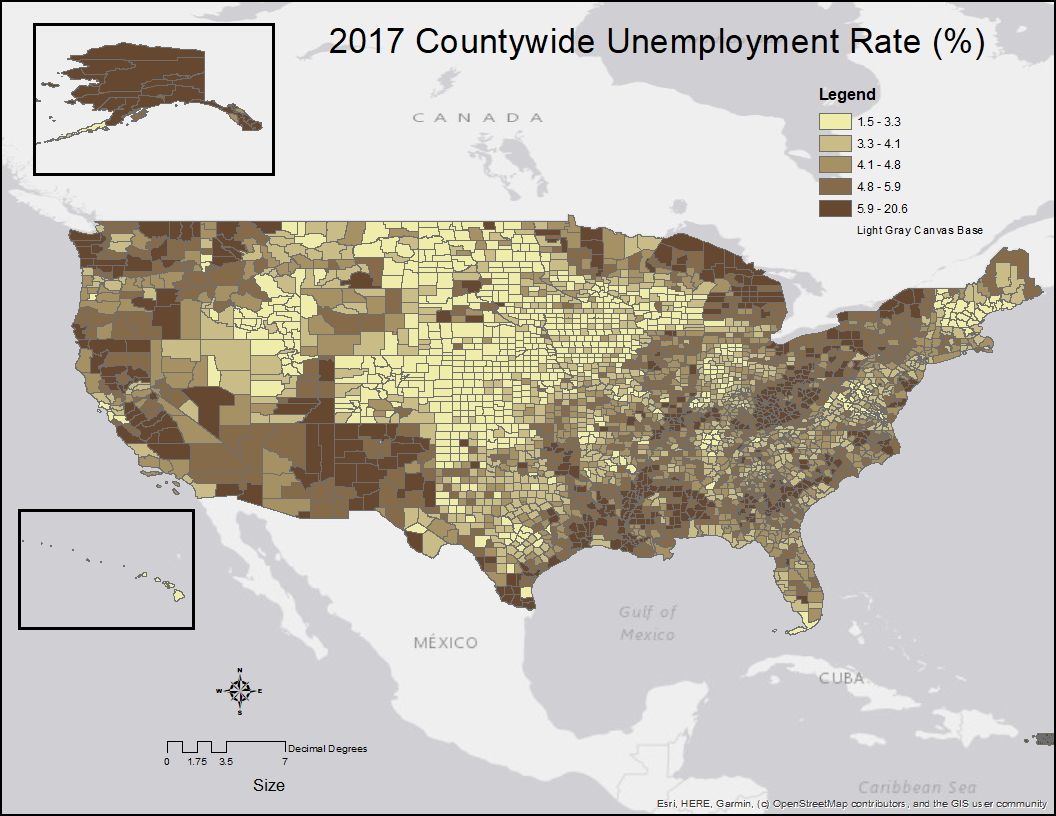 2017 Countywide Unemployment Rate (%)
Legend
1.5 - 3.3
3.3 - 4.1
4.1 - 4.8
4.8 - 5.9
5.9 - 20.6
Light Gray Canvas Base
CANADA
Gulf of
Mexico
MÉXICO
CUBA
N
W E
S
Decimal Degrees
0 1.75 3.5 7
Size
Caribbean Sea
Esri, HERE, Garmin, (c) OpenStreetMap contributors, and the GIS user community